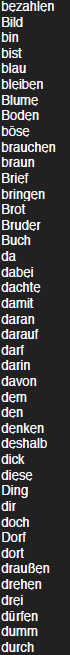 bezahlen
Bild
bin
bist
blau
bleiben
Blume
Boden
böse
brauchen
braun
Brief
bringen
Brot
Bruder
Buch
da
dabei
dachte
damit
daran
darauf
darf
darin
davon
dem
den
denken
deshalb
dick
diese
Ding
dir
doch
Dorf
dort
draußen
drehen
drei
dürfen
dumm
durch